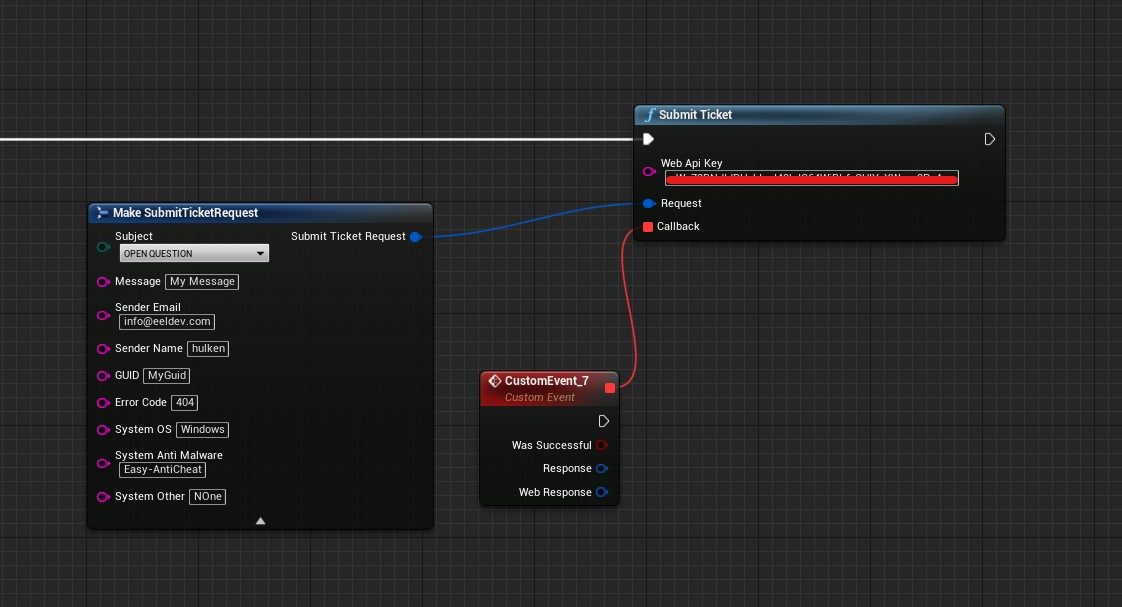 Submit Ticket
Web Api Key
Request
Callback
Make SubmitTicketRequest
Subject
OPEN QUESTION
Submit Ticket Request
Message My Message
Sender Email
info@eeldev.com
Sender Name hulken
GUID MyGuid
Error Code 404
System OS Windows
System Anti Malware
Easy-AntiCheat
System Other NOne
CustomEvent_7
Custom Event
Was Successful
Response
Web Response